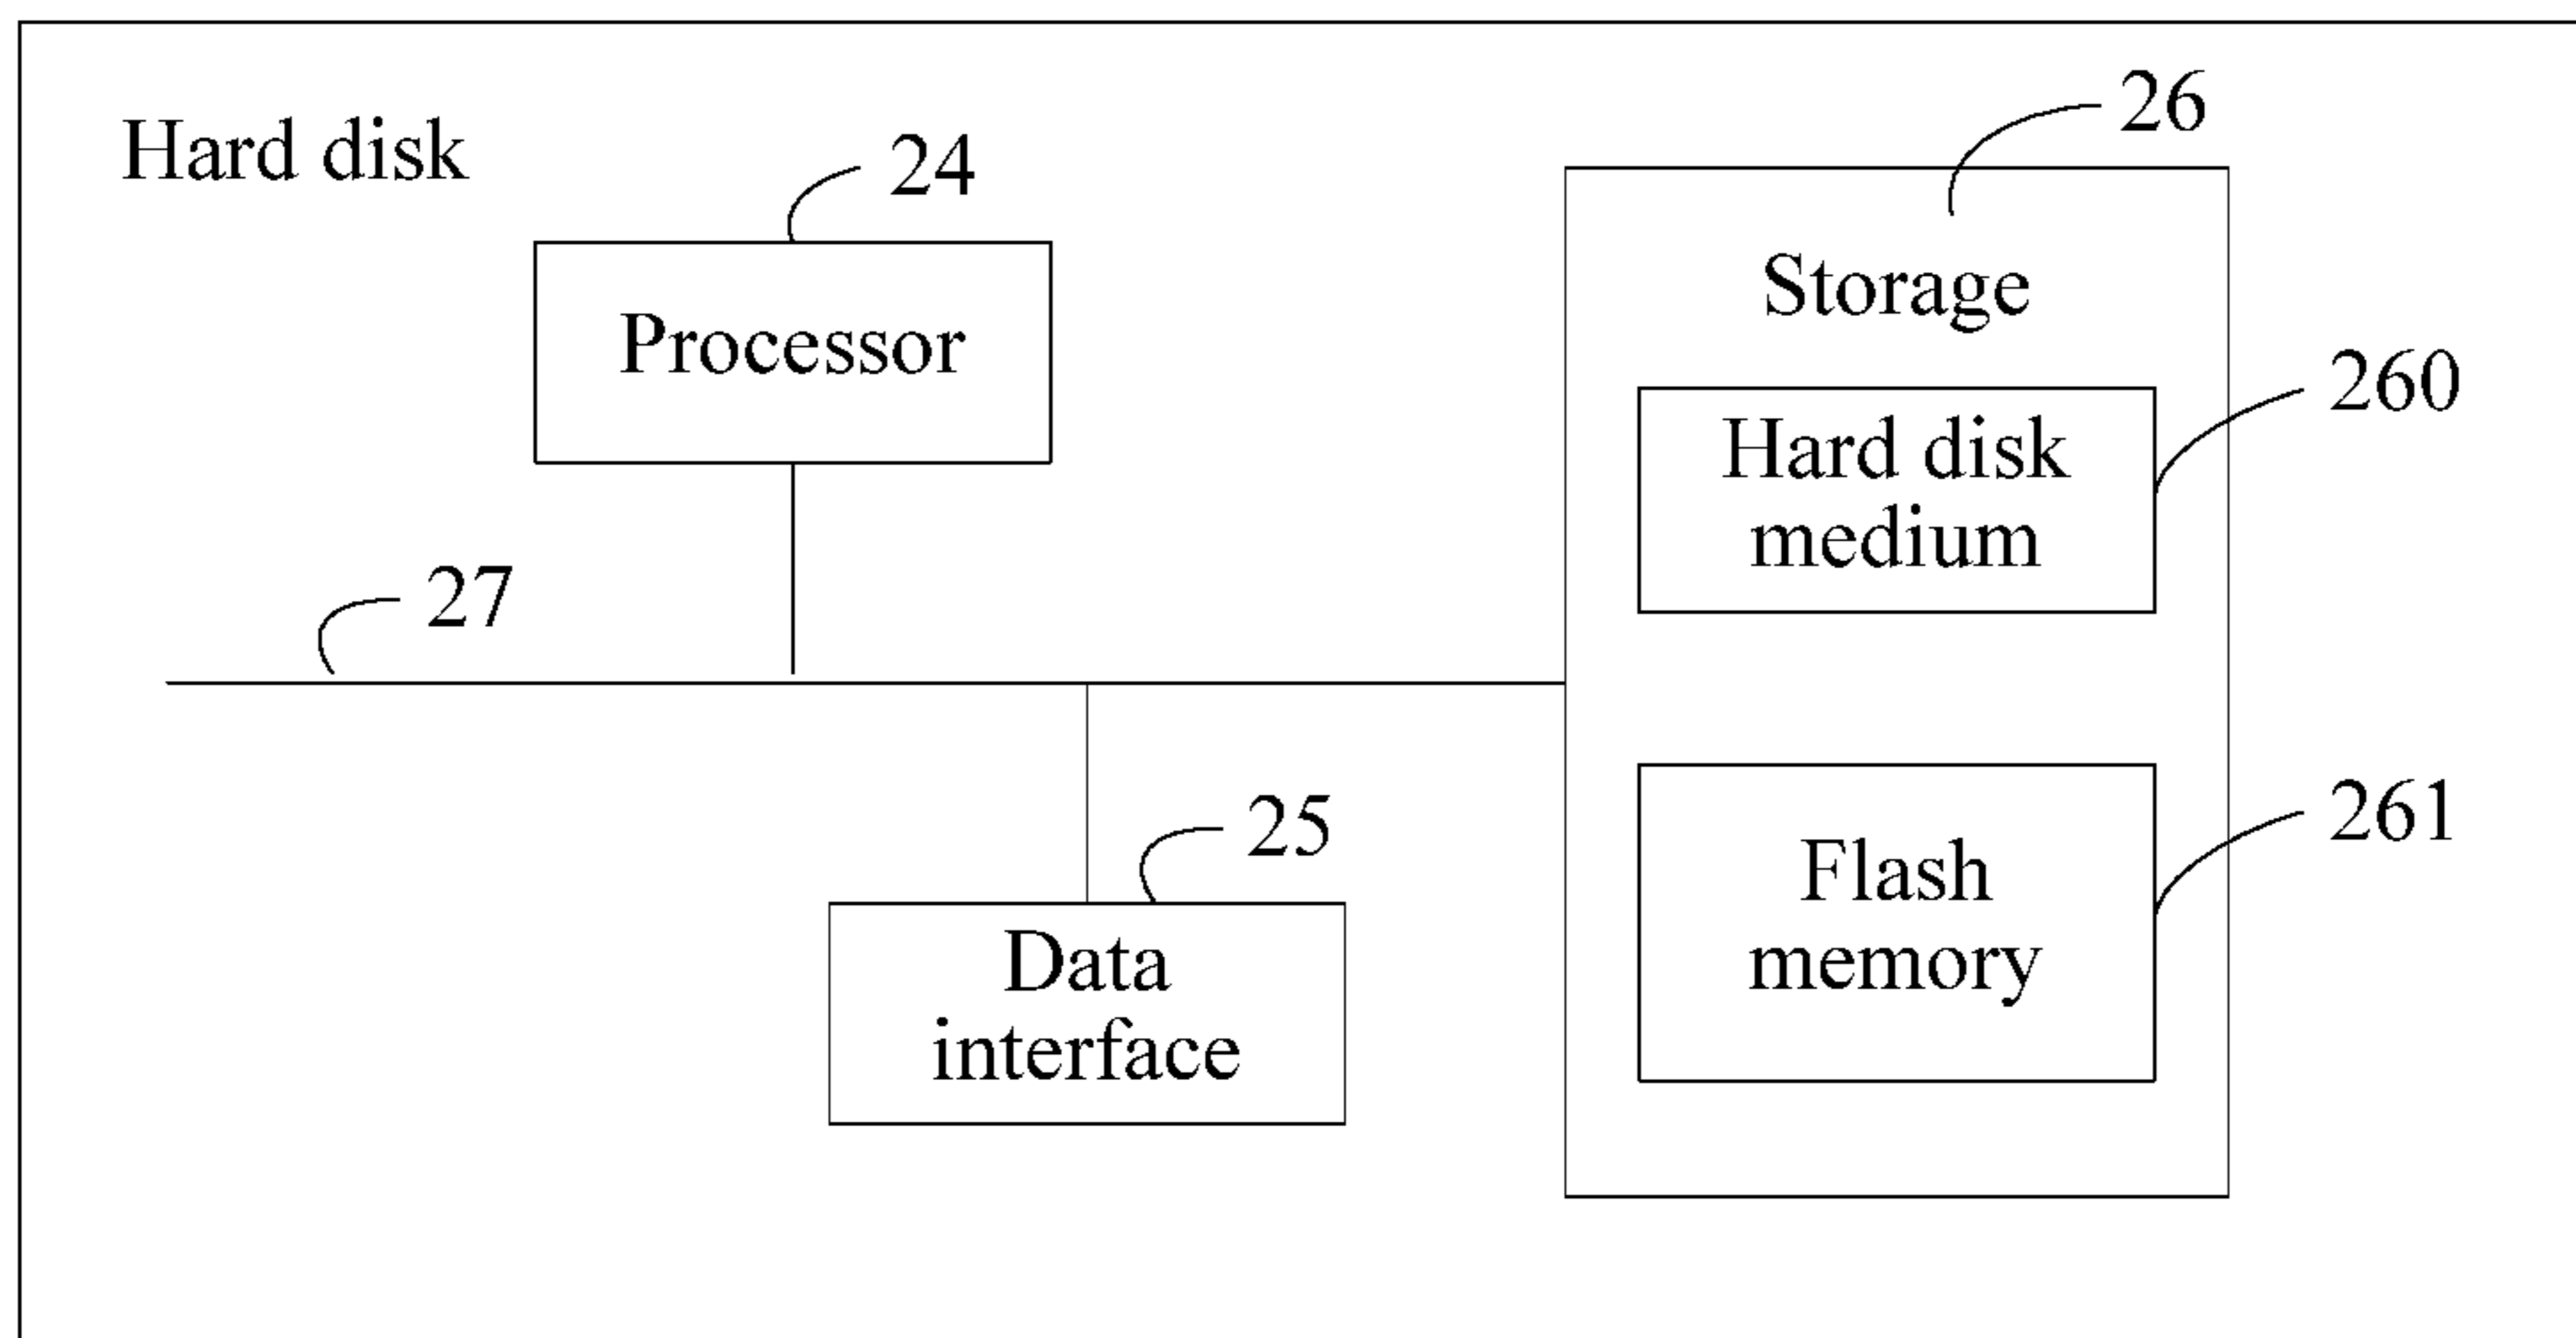 Hard disk
24
Processor
27
25
Data
interface
26
Storage
260
Hard disk
medium
261
Flash
memory